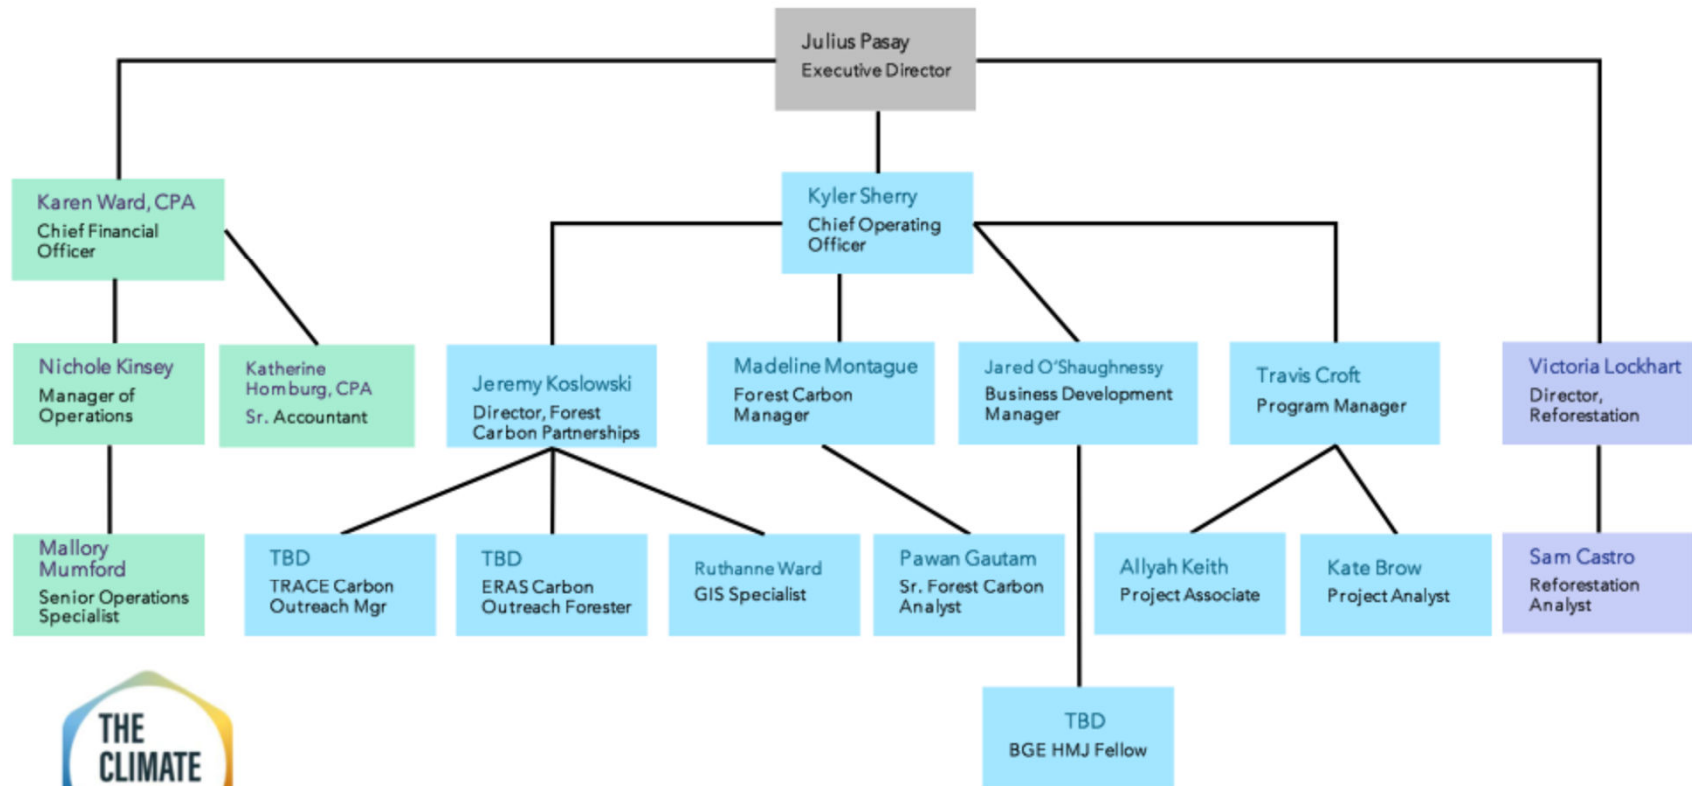 Julius Pasay
Executive Director
Karen Ward, CPA
Chief Financial
Officer
Kyler Sherry
Chief Operating
Officer
Nichole Kinsey
Manager of
Operations
Katherine
Homburg, CPA
Sr. Accountant
Jeremy Koslowski
Director, Forest
Carbon Partnerships
Madeline Montague
Forest Carbon
Manager
Jared O'Shaughnessy
Business Development
Manager
Travis Croft
Program Manager
Victoria Lockhart
Director,
Reforestation
Mallory
Mumford
Senior Operations
Specialist
TBD
TRACE Carbon
Outreach Mgr
TBD
ERAS Carbon
Outreach Forester
Ruthanne Ward
GIS Specialist
Pawan Gautam
Sr. Forest Carbon
Analyst
Allyah Keith
Project Associate
Kate Brow
Project Analyst
Sam Castro
Reforestation
Analyst
TBD
BGE HMJ Fellow
THE
CLIMATE